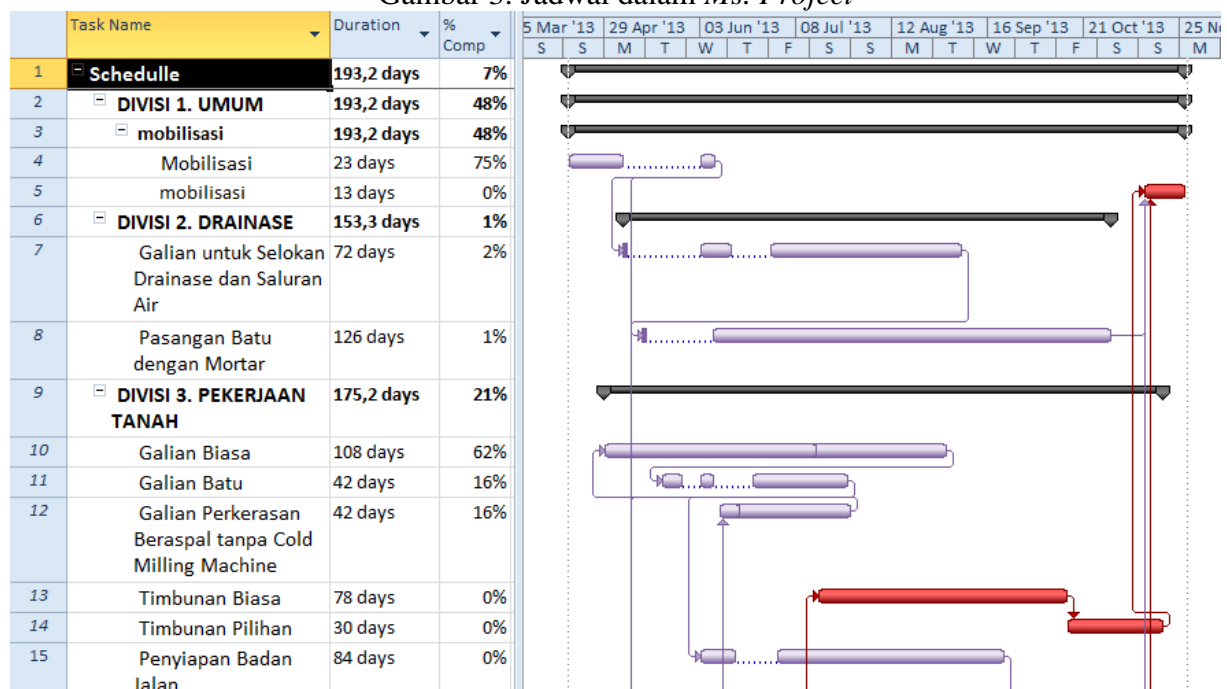 Gambar 3. Jadwal dalam Ms. Project
Task Name Duration %
Comp
Mar '13 29 Apr '13 03 Jun '13 08 Jul '13 12 Aug '13 16 Sep '13 21 Oct '13
S S M T W T F S S M T W T F S S M
1 Schedulle 193,2 days 7%
2 DIVISI 1. UMUM 193,2 days 48%
3 mobilisasi 193,2 days 48%
4 Mobilisasi 23 days 75%
5 mobilisasi 13 days 0%
6 DIVISI 2. DRAINASE 153,3 days 1%
7 Galian untuk Selokan 72 days 2%
Drainase dan Saluran
Air
8 Pasangan Batu 126 days 1%
dengan Mortar
9 DIVISI 3. PEKERJAAN 175,2 days 21%
TANAH
10 Galian Biasa 108 days 62%
11 Galian Batu 42 days 16%
12 Galian Perkerasan 42 days 16%
Beraspal tanpa Cold
Milling Machine
13 Timbunan Biasa 78 days 0%
14 Timbunan Pilihan 30 days 0%
15 Penyiapan Badan 84 days 0%
Jalan